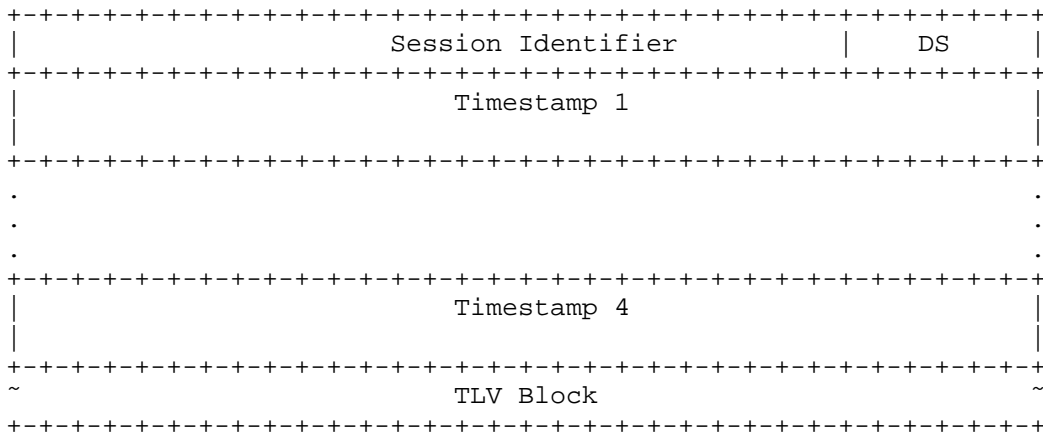 +-+-+-+-+-+-+-+-+-+-+-+-+-+-+-+-+-+-+-+-+-+-+-+-+-+-+-+-+-+-+-+-+
|                       Session Identifier          |    DS     |
+-+-+-+-+-+-+-+-+-+-+-+-+-+-+-+-+-+-+-+-+-+-+-+-+-+-+-+-+-+-+-+-+
|                           Timestamp 1                         |
|                                                               |
+-+-+-+-+-+-+-+-+-+-+-+-+-+-+-+-+-+-+-+-+-+-+-+-+-+-+-+-+-+-+-+-+
.                                                               .
.                                                               .
.                                                               .
+-+-+-+-+-+-+-+-+-+-+-+-+-+-+-+-+-+-+-+-+-+-+-+-+-+-+-+-+-+-+-+-+
|                           Timestamp 4                         |
|                                                               |
+-+-+-+-+-+-+-+-+-+-+-+-+-+-+-+-+-+-+-+-+-+-+-+-+-+-+-+-+-+-+-+-+
~                           TLV Block                           ~
+-+-+-+-+-+-+-+-+-+-+-+-+-+-+-+-+-+-+-+-+-+-+-+-+-+-+-+-+-+-+-+-+